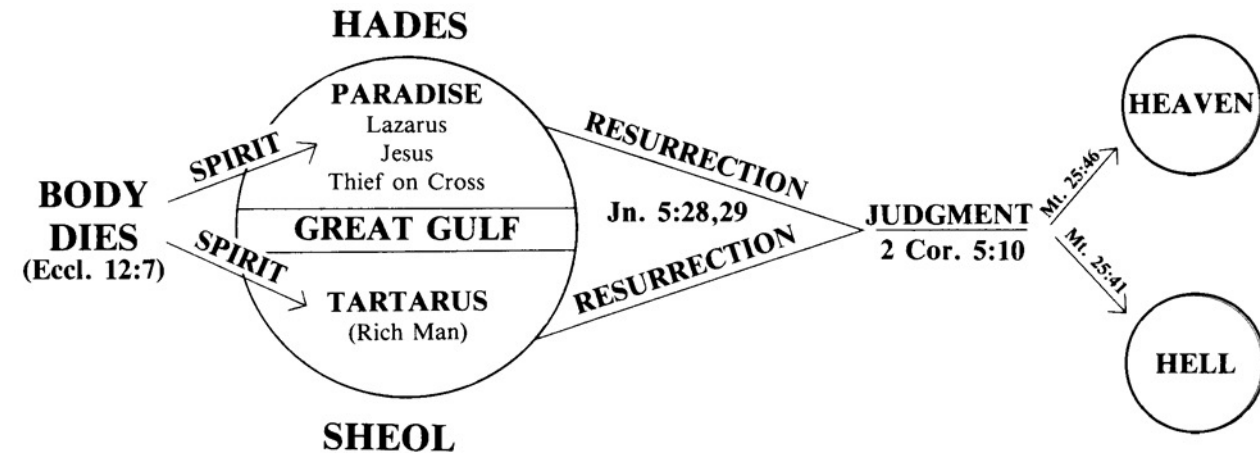 HADES
PARADISE
Lazarus
Jesus
Thief on Cross
SPIRIT
BODY
DIES
(Eccl. 12:7)
GREAT GULF
SPIRIT
TARTARUS
(Rich Man)
SHEOL
RESURRECTION
Jn. 5:28,29
RESURRECTION
JUDGMENT
2 Cor. 5:10
Mt. 25:46
Mt. 25:41
HEAVEN
HELL